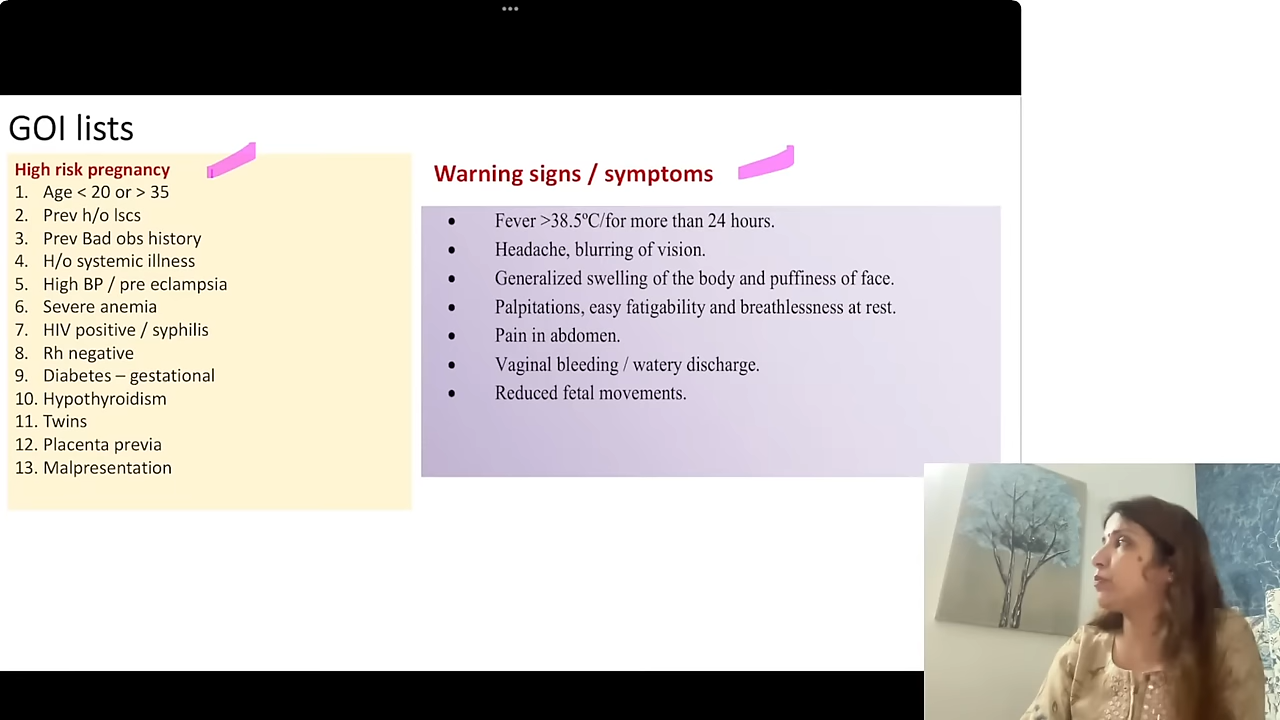 GOI lists
High risk pregnancy
1. Age < 20 or > 35
2. Prev h/o lscs
3. Prev Bad obs history
4. H/o systemic illness
5. High BP / pre eclampsia
6. Severe anemia
7. HIV positive / syphilis
8. Rh negative
9. Diabetes – gestational
10. Hypothyroidism
11. Twins
12. Placenta previa
13. Malpresentation
Warning signs / symptoms
• Fever >38.5ºC/for more than 24 hours.
• Headache, blurring of vision.
• Generalized swelling of the body and puffiness of face.
• Palpitations, easy fatigability and breathlessness at rest.
• Pain in abdomen.
• Vaginal bleeding / watery discharge.
• Reduced fetal movements.